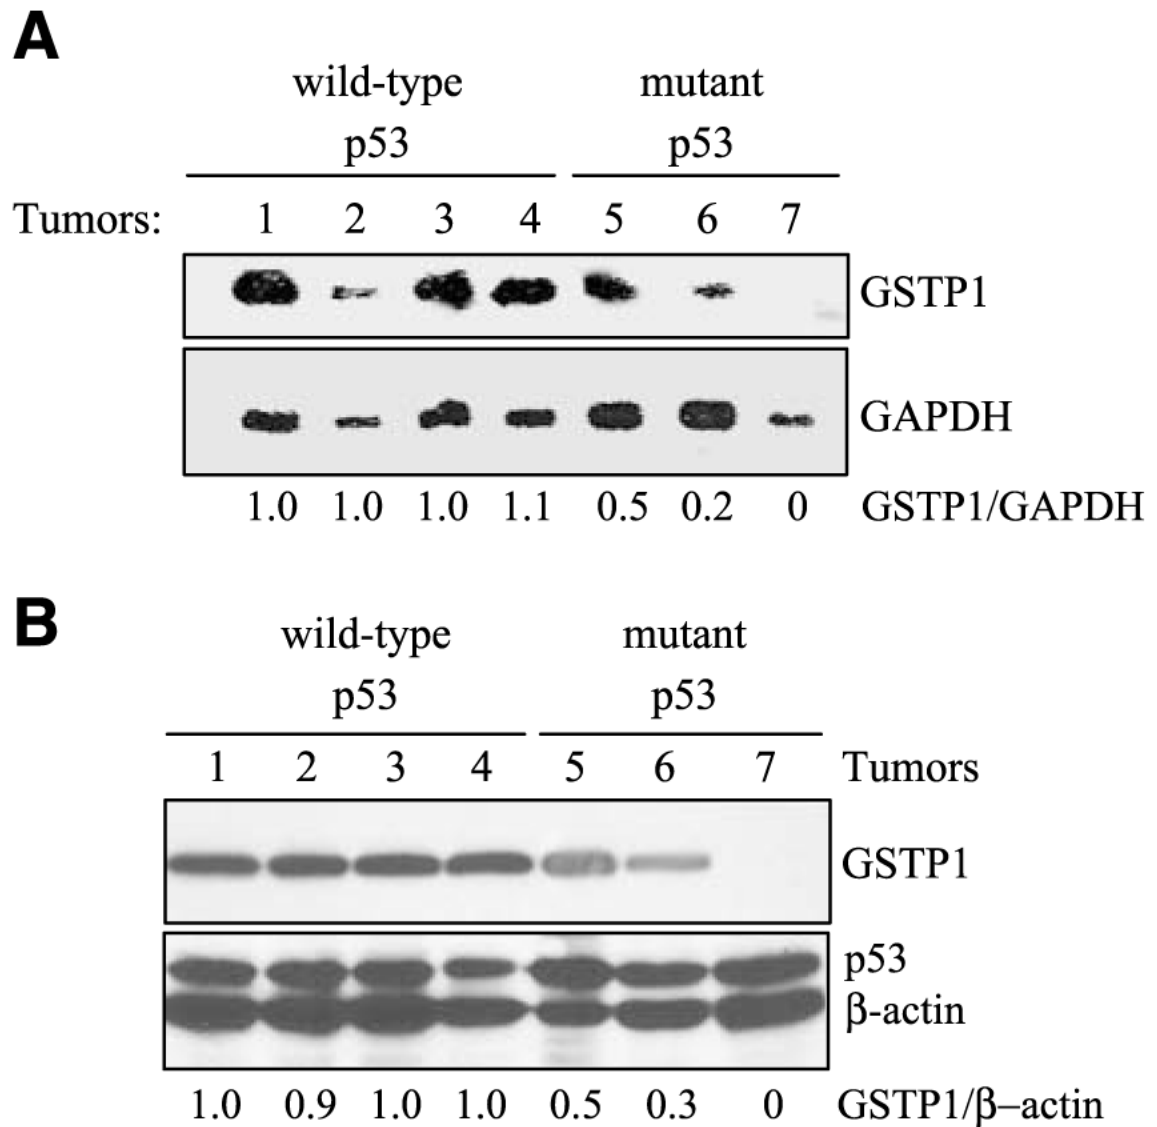 A
wild-type mutant
p53 p53
Tumors: 1 2 3 4 5 6 7
GSTP1
GAPDH
1.0 1.0 1.0 1.1 0.5 0.2 0 GSTP1/GAPDH
B
wild-type mutant
p53 p53
1 2 3 4 5 6 7 Tumors
GSTP1
p53
β-actin
1.0 0.9 1.0 1.0 0.5 0.3 0 GSTP1/β–actin